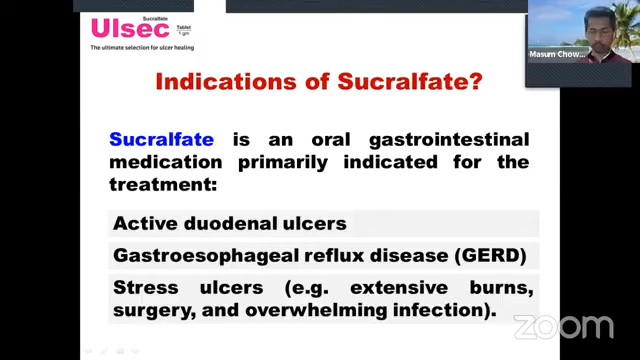 Sucralfate
Ulsec Tablet
1 gm
The ultimate selection for ulcer healing
Masum Chow...
Indications of Sucralfate?
Sucralfate is an oral gastrointestinal
medication primarily indicated for the
treatment:
Active duodenal ulcers
Gastroesophageal reflux disease (GERD)
Stress ulcers (e.g. extensive burns,
surgery, and overwhelming infection).
zoom